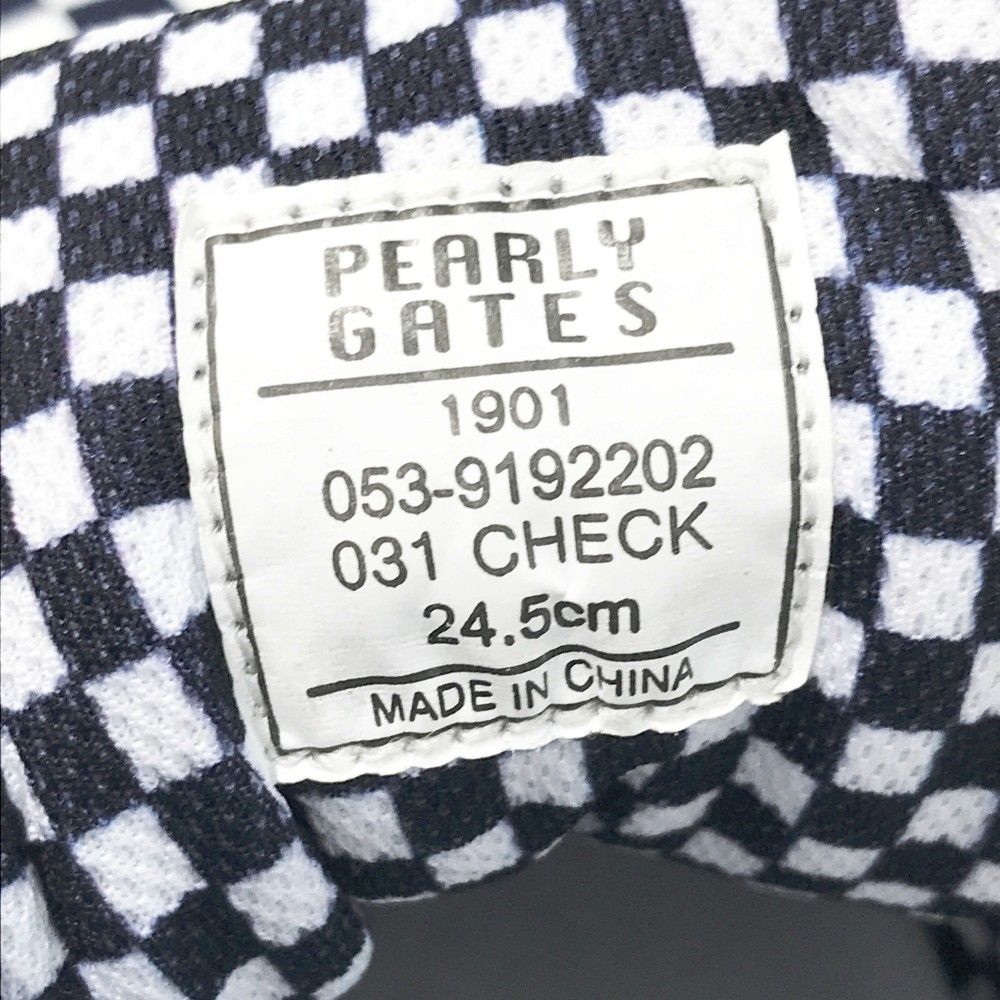 PEARLY
GATES
1901
053-9192202
031 CHECK
24.5cm
MADE IN CHINA